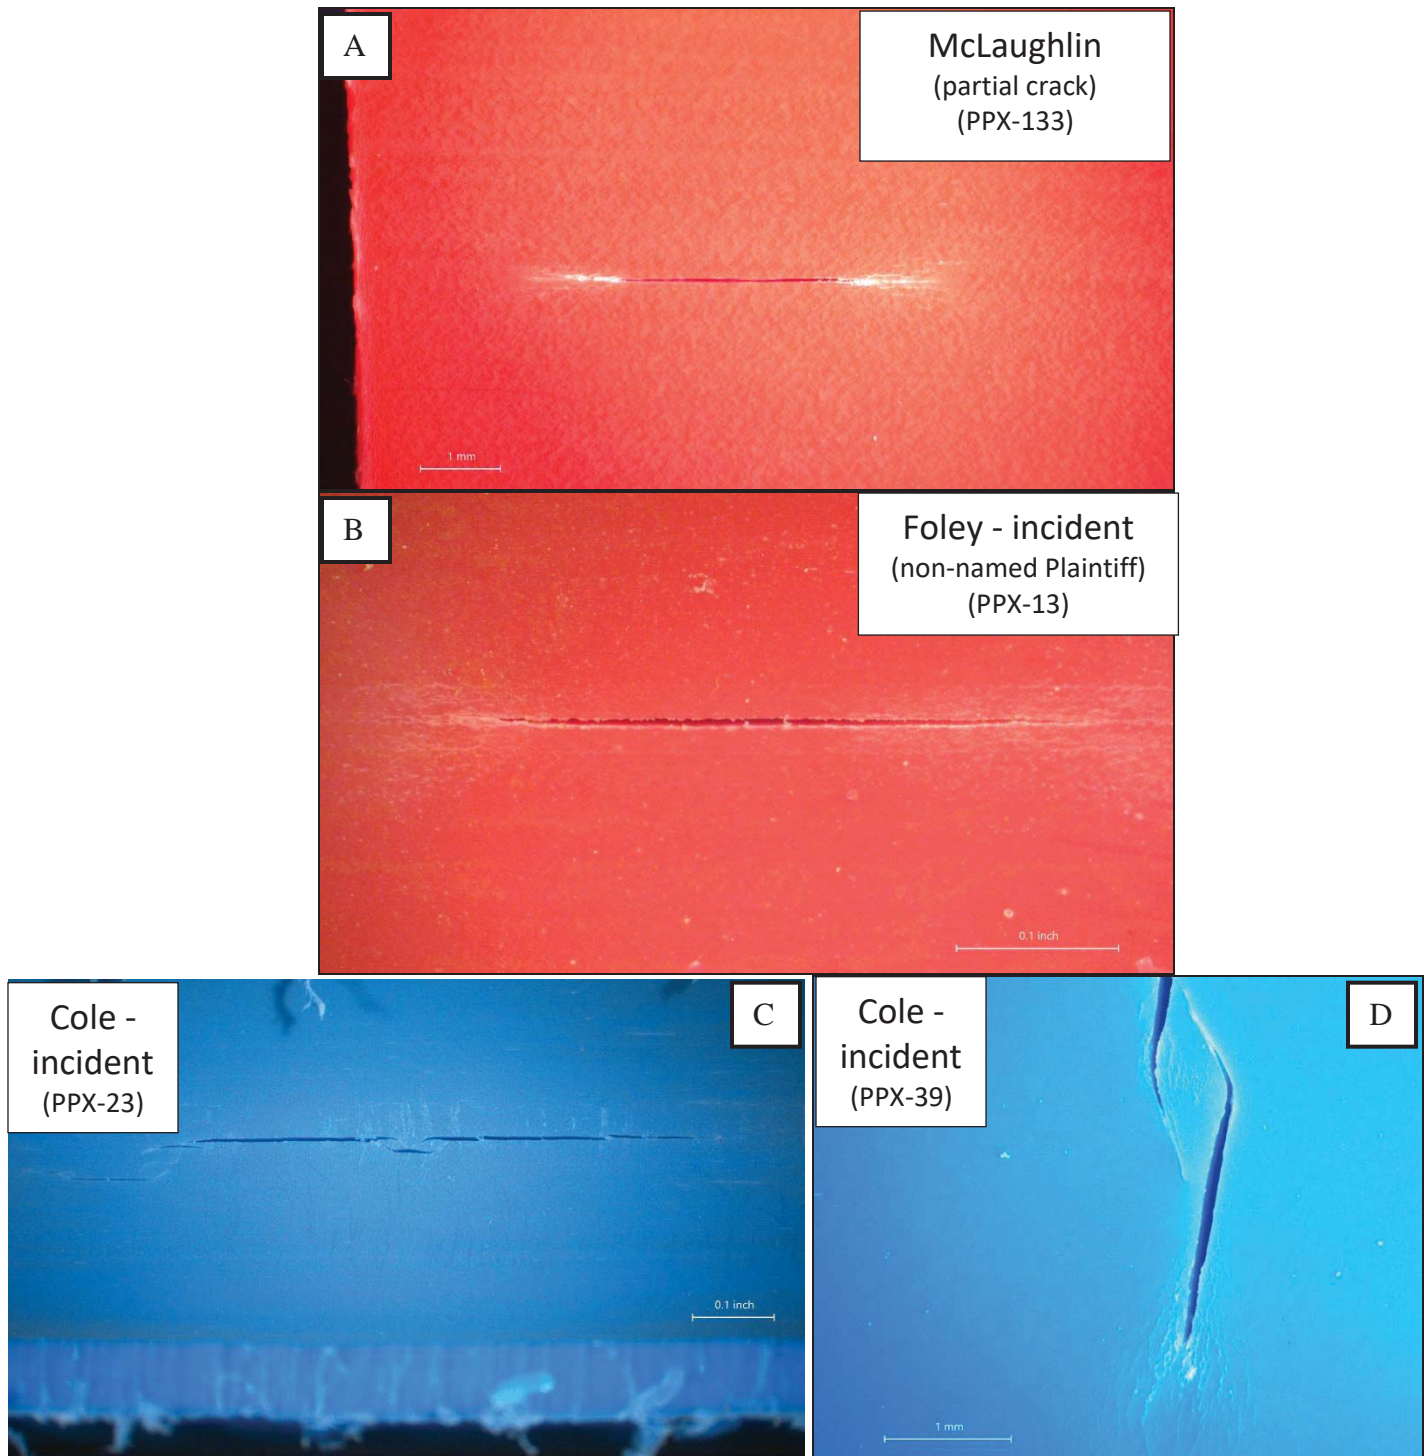 A
McLaughlin
(partial crack)
(PPX-133)
1 mm
B
Foley - incident
(non-named Plaintiff)
(PPX-13)
0.1 inch
Cole -
incident
(PPX-23)
C
0.1 inch
Cole -
incident
(PPX-39)
D
1 mm